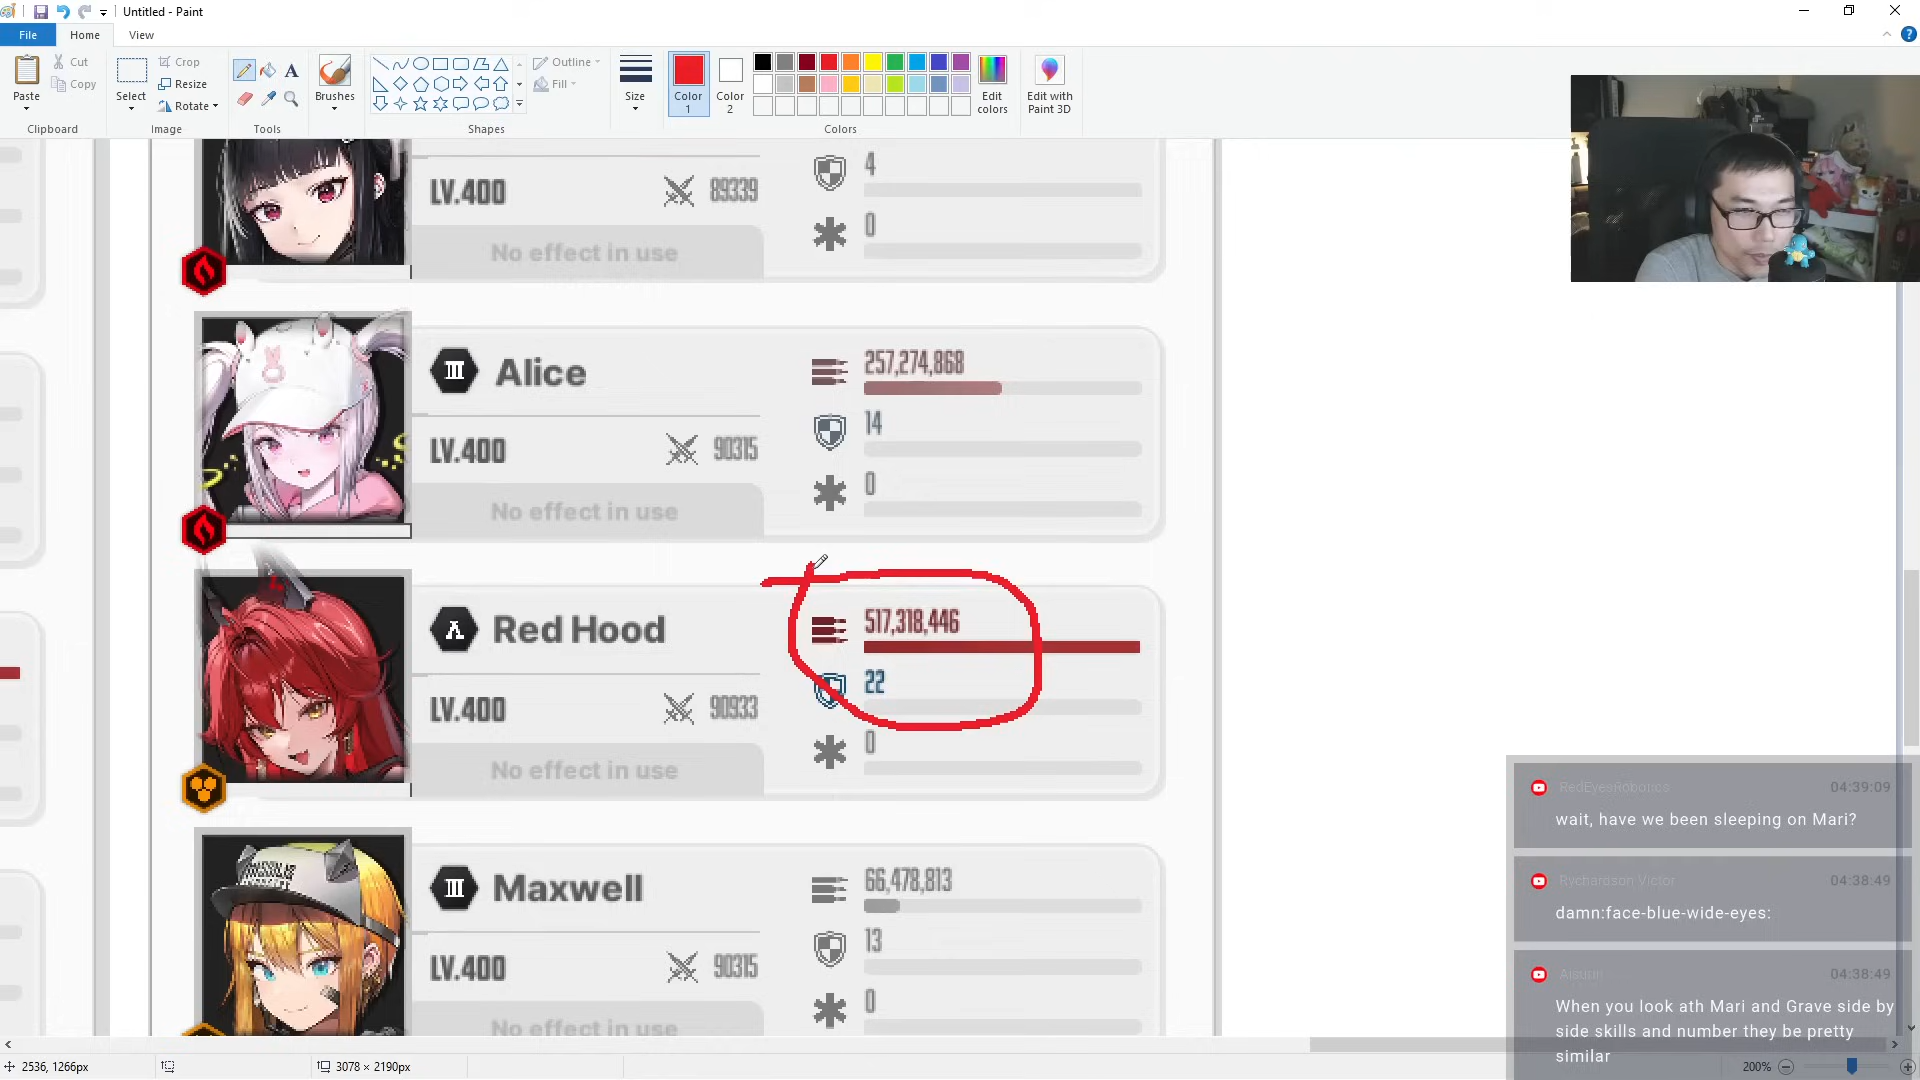 Untitled - Paint
File
Home
View
Paste
Cut
Copy
Clipboard
Select
Crop
Resize
Rotate
Image
A
Tools
Brushes
Outline
Fill
Shapes
Size
Color 1
Color 2
Edit colors
Colors
Edit with Paint 3D
LV.400
89339
4
0
No effect in use
III
Alice
257,274,868
14
LV.400
90315
0
No effect in use
Λ
Red Hood
517,318,446
22
LV.400
90933
0
No effect in use
III
Maxwell
66,478,813
13
LV.400
90315
0
No effect in use
RedEyesRobotics 04:39:09
wait, have we been sleeping on Mari?
Rychardson Victor 04:38:49
damn:face-blue-wide-eyes:
04:38:49
When you look ath Mari and Grave side by
side skills and number they be pretty
similar
2536, 1266px
3078 × 2190px
200%